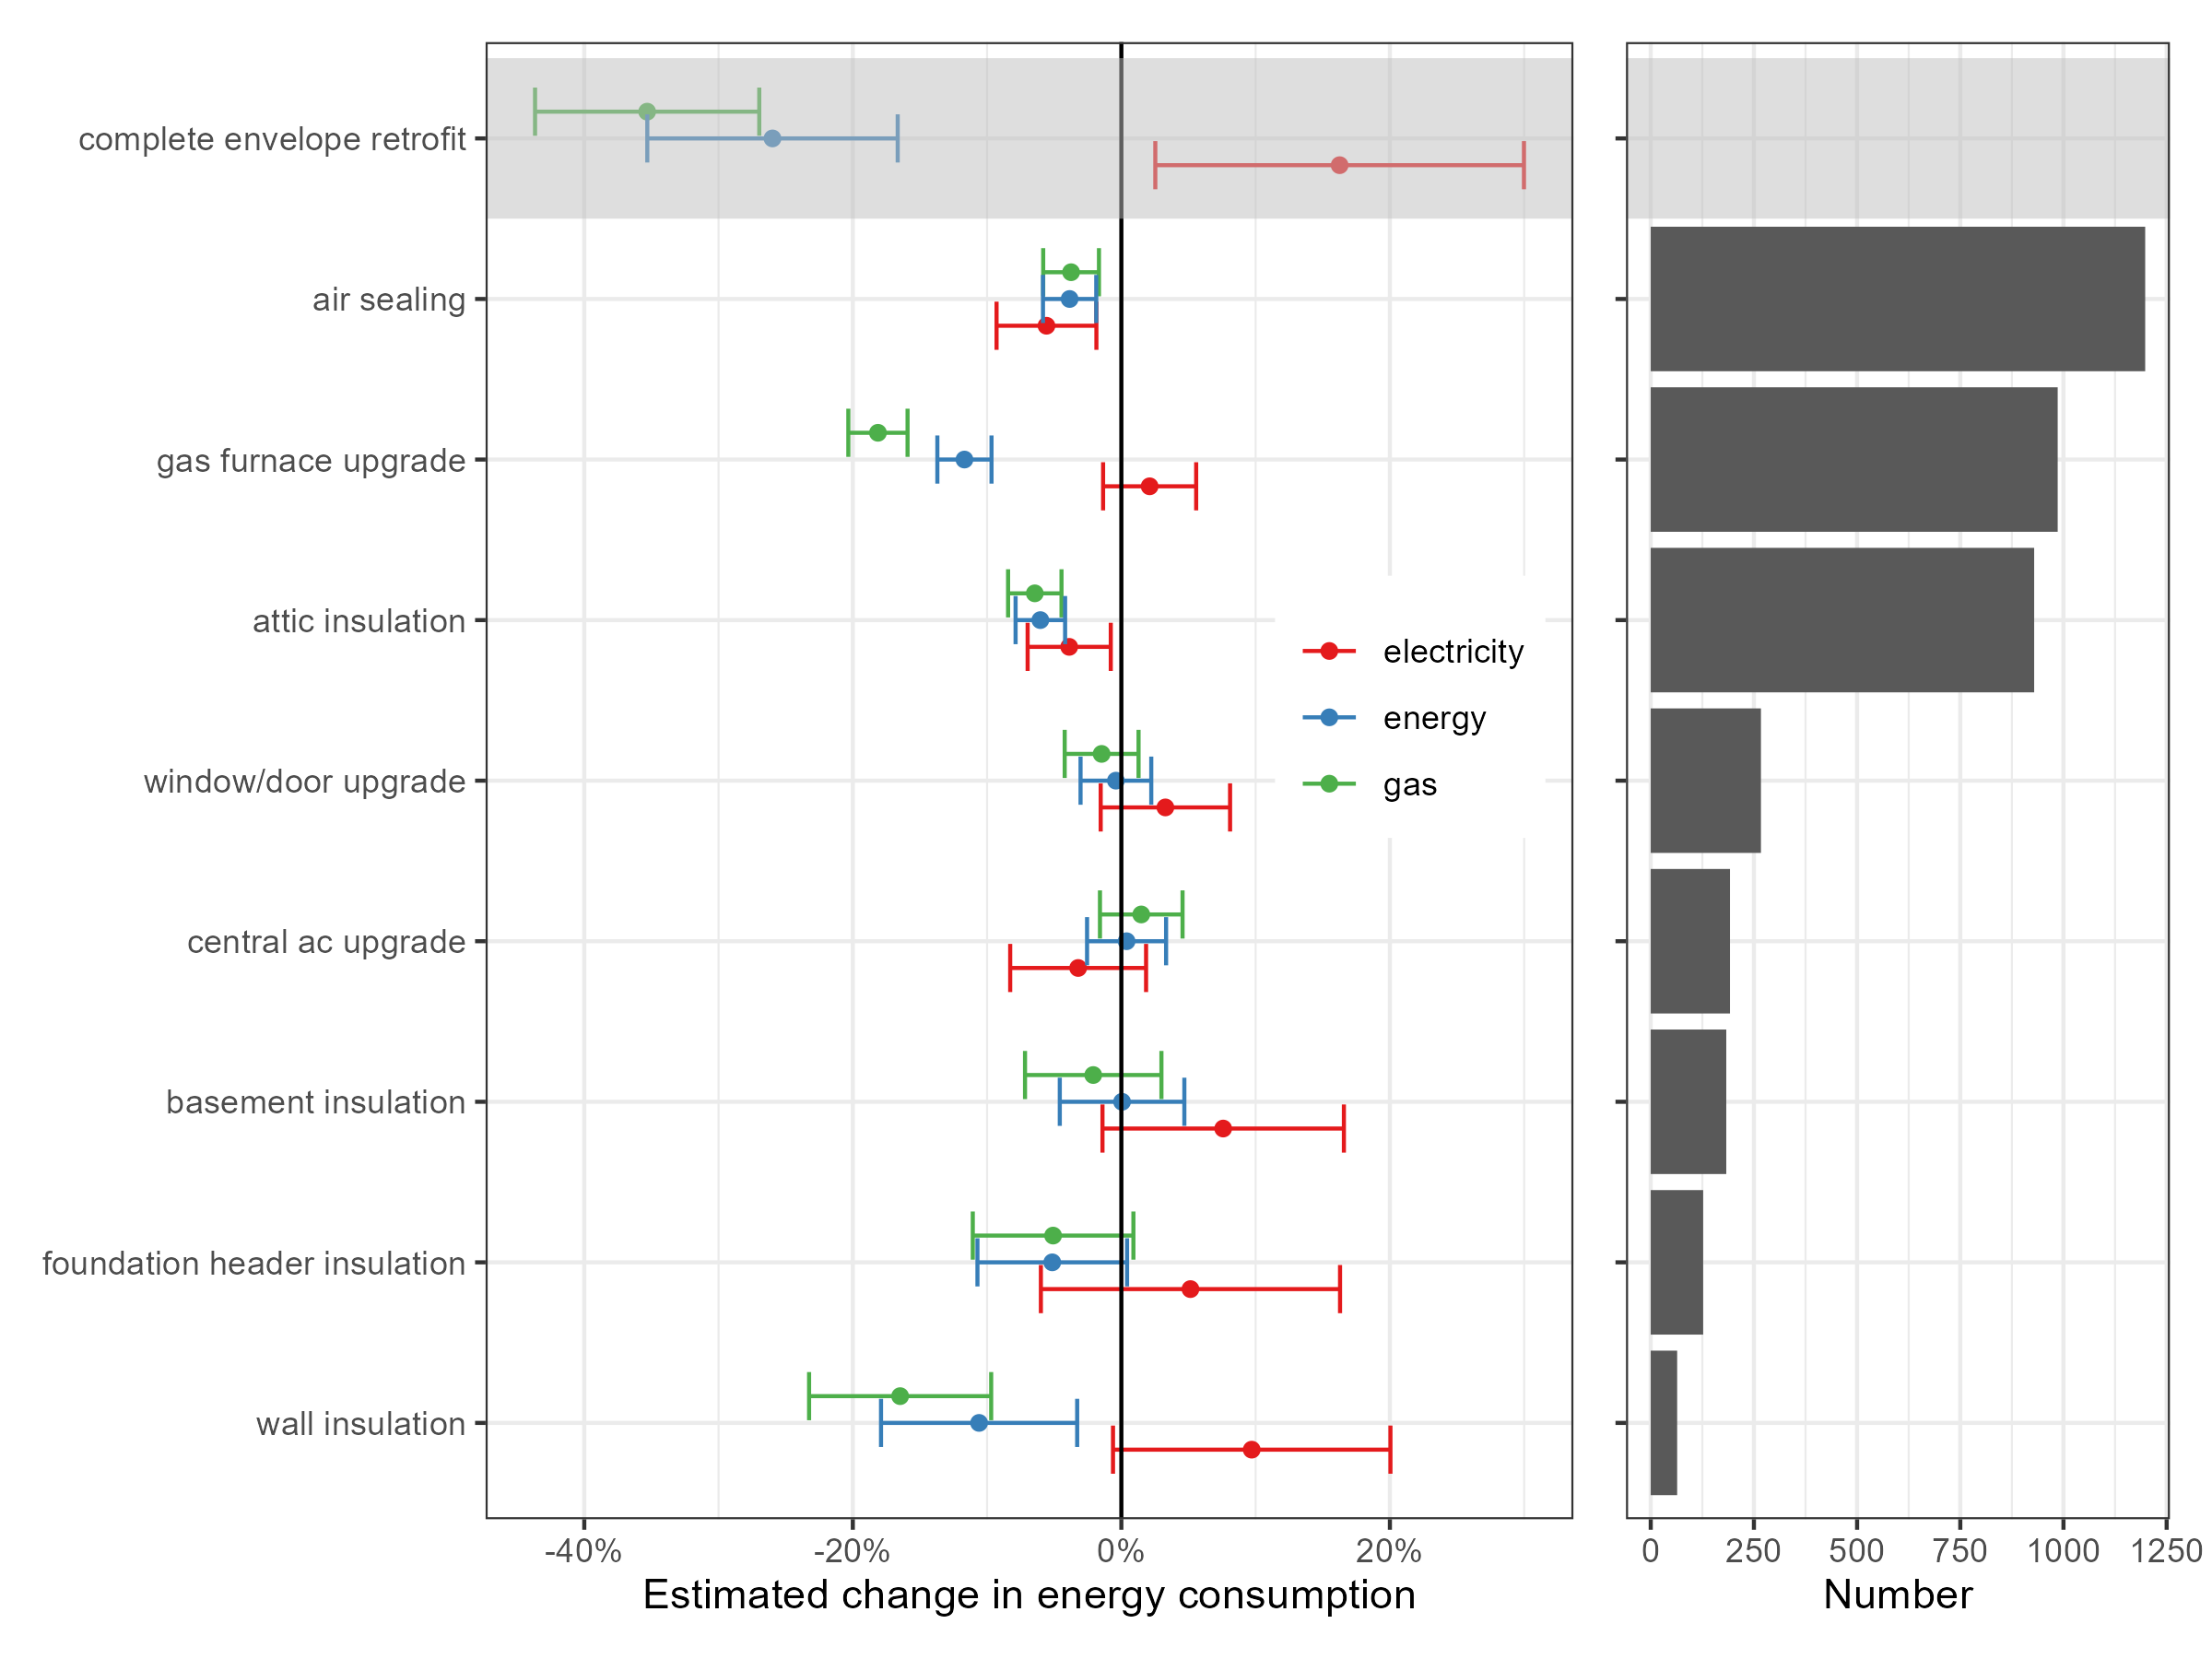 complete envelope retrofit
air sealing
gas furnace upgrade
attic insulation
window/door upgrade
central ac upgrade
basement insulation
foundation header insulation
wall insulation
electricity
energy
gas
-40% -20% 0% 20%
Estimated change in energy consumption
0 250 500 750 1000 1250
Number